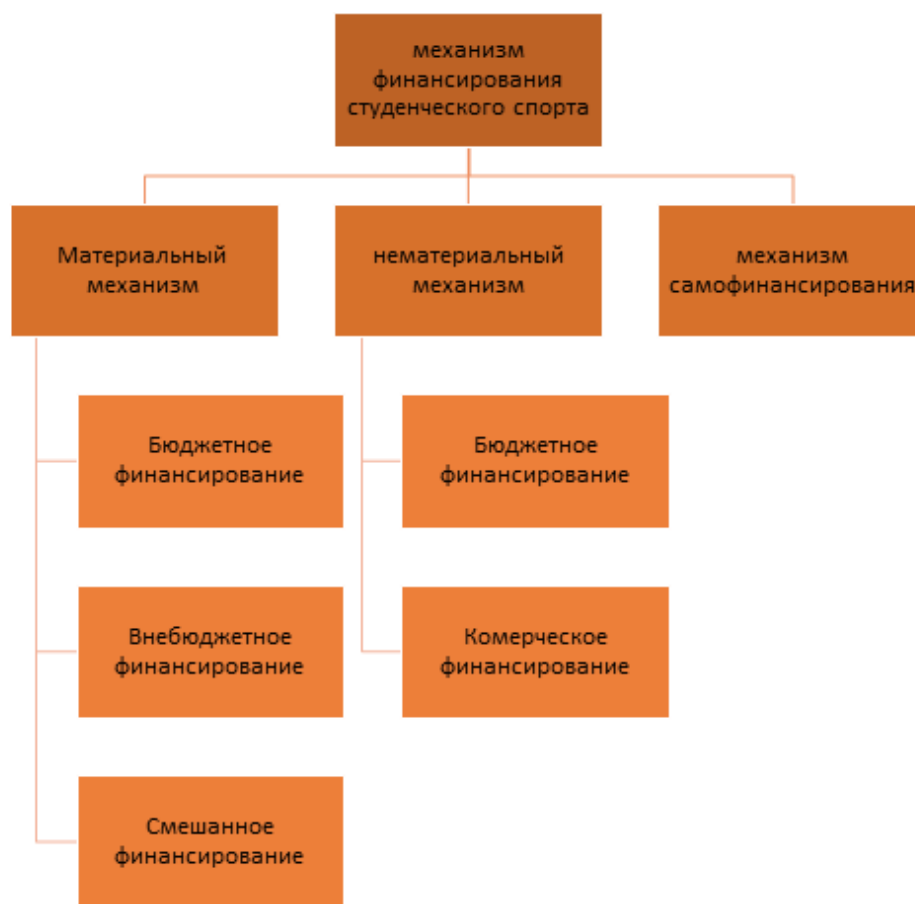 механизм
финансирования
студенческого спорта
Материальный
механизм
нематериальный
механизм
механизм
самофинансирования
Бюджетное
финансирование
Бюджетное
финансирование
Внебюджетное
финансирование
Комерческое
финансирование
Смешанное
финансирование